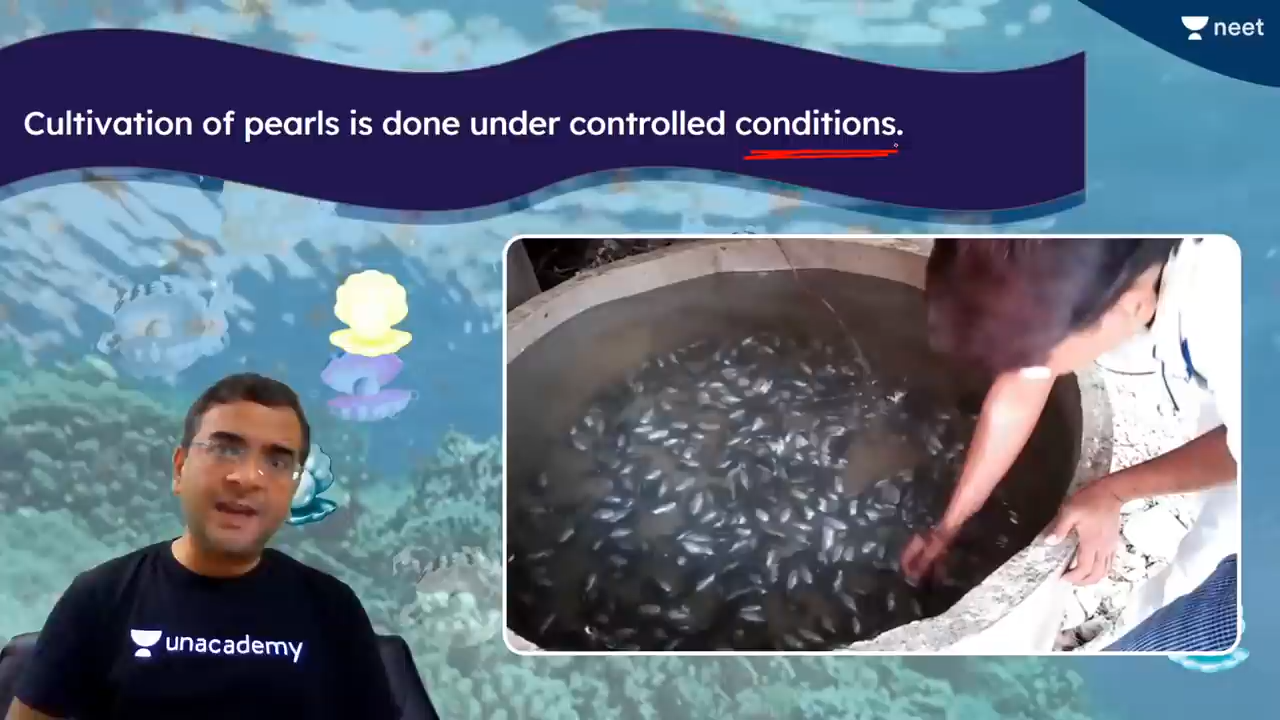 neet
Cultivation of pearls is done under controlled conditions.
unacademy